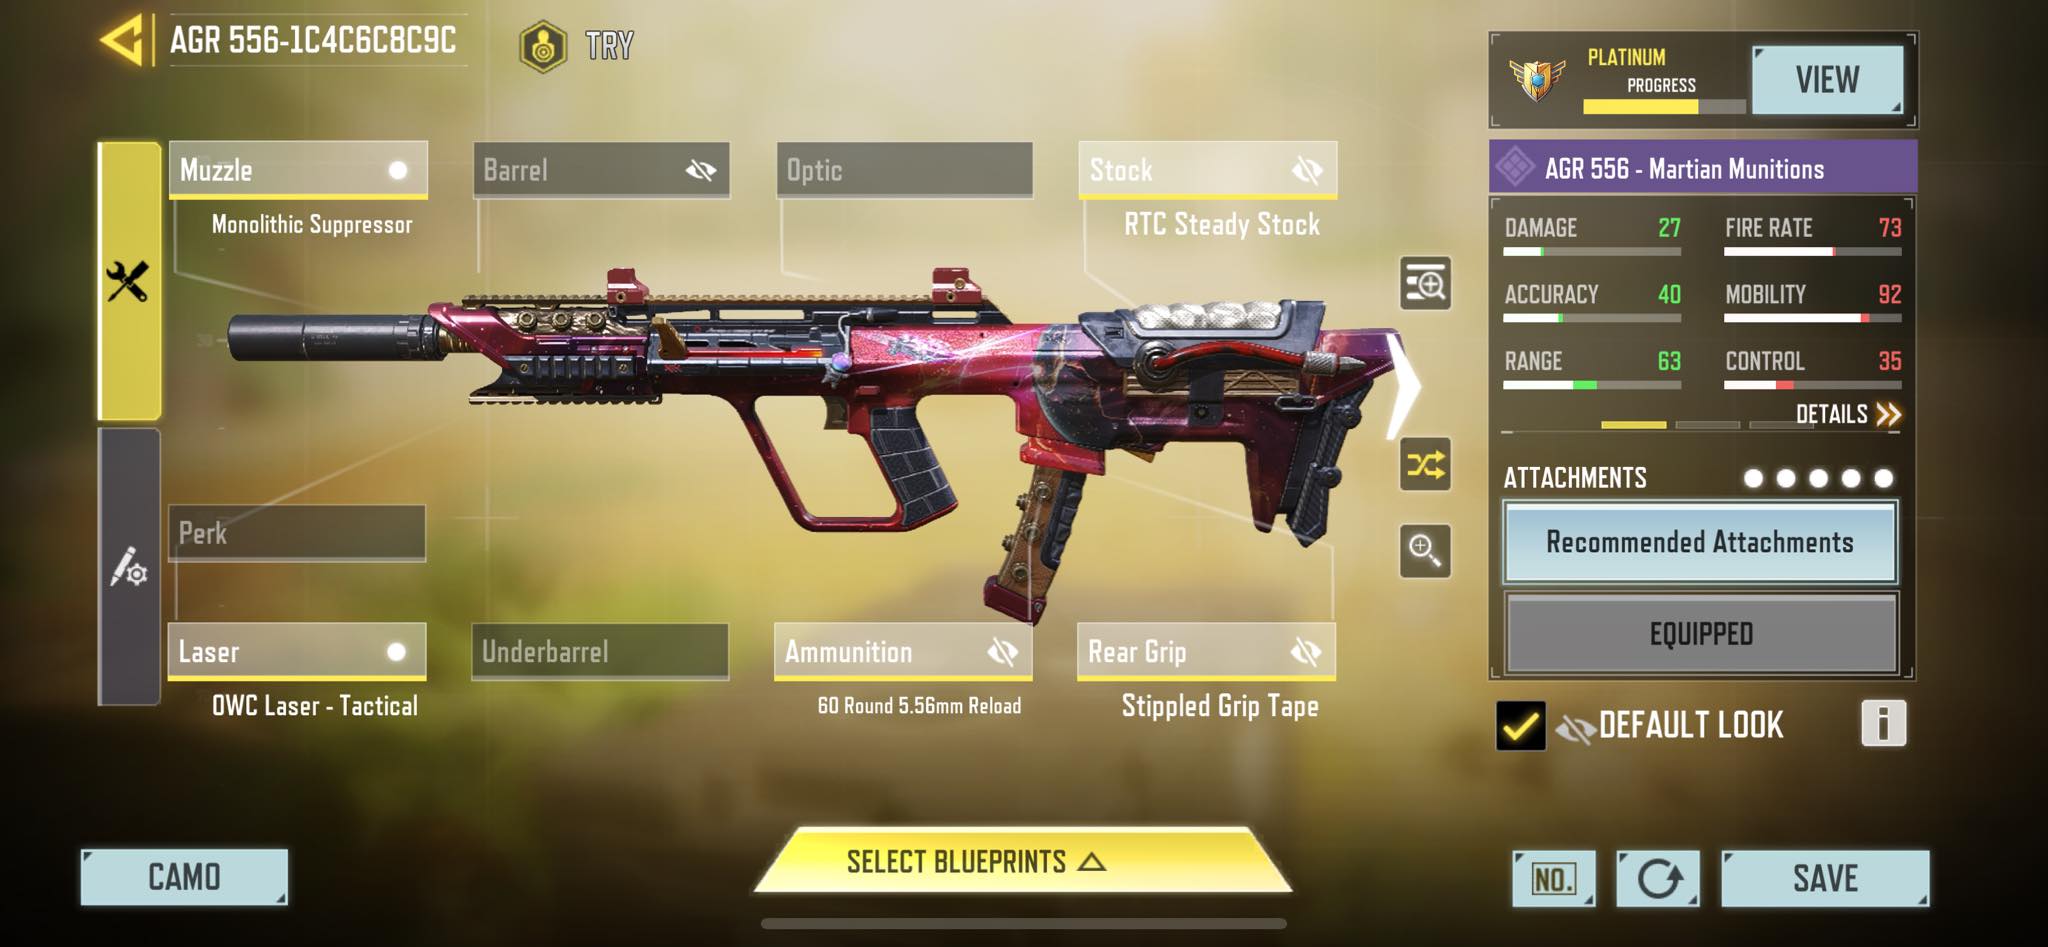 AGR 556-1C4C6C8C9C
TRY
PLATINUM
PROGRESS
VIEW
Muzzle
Monolithic Suppressor
Barrel
Optic
Stock
RTC Steady Stock
AGR 556 - Martian Munitions
DAMAGE 27
FIRE RATE 73
ACCURACY 40
MOBILITY 92
RANGE 63
CONTROL 35
DETAILS
ATTACHMENTS
Recommended Attachments
EQUIPPED
Perk
Laser
OWC Laser - Tactical
Underbarrel
Ammunition
60 Round 5.56mm Reload
Rear Grip
Stippled Grip Tape
DEFAULT LOOK
i
CAMO
SELECT BLUEPRINTS
NO.
SAVE